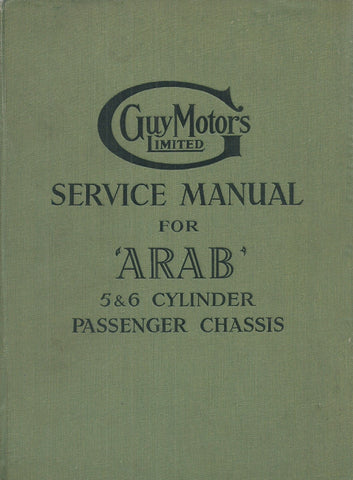 Guy Motors
LIMITED
SERVICE MANUAL
FOR
'ARAB'
5 & 6 CYLINDER
PASSENGER CHASSIS